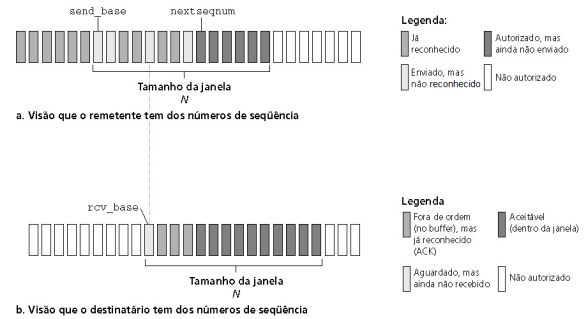 send_base
nextseqnum
Tamanho da janela
N
a. Visão que o remetente tem dos números de seqüência
Legenda:
Já
reconhecido
Autorizado, mas
ainda não enviado
Enviado, mas
não reconhecido
Não autorizado
rcv_base
Tamanho da janela
N
b. Visão que o destinatário tem dos números de seqüência
Legenda
Fora de ordem
(no buffer), mas
já reconhecido
(ACK)
Aceitável
(dentro da janela)
Aguardado, mas
ainda não recebido
Não autorizado